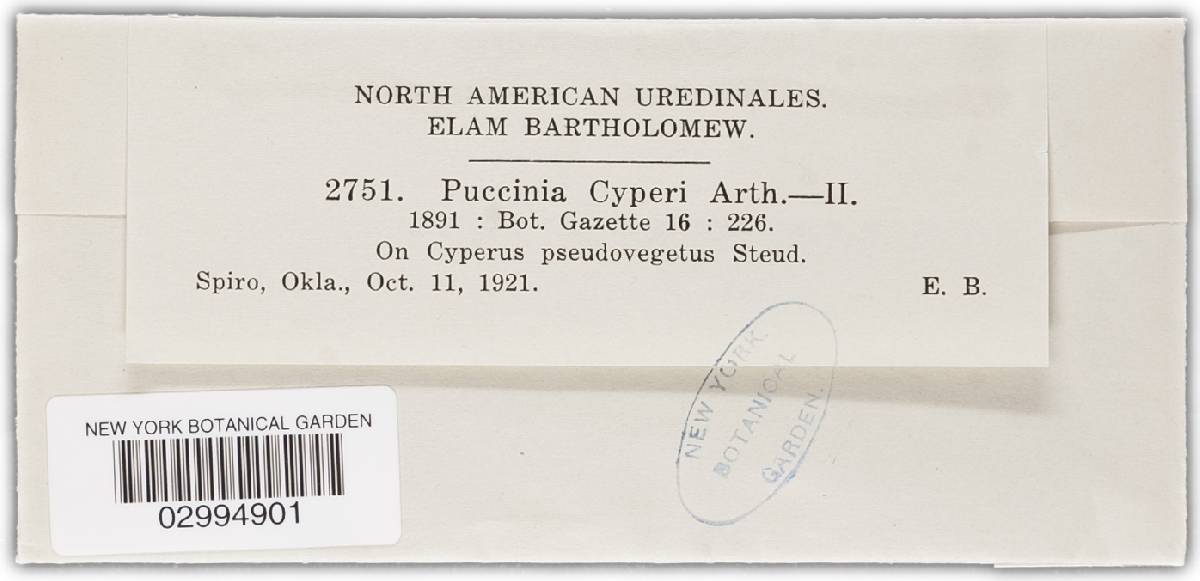 NORTH AMERICAN UREDINALES.
ELAM BARTHOLOMEW.
2751. Puccinia Cyperi Arth.—II.
1891 : Bot. Gazette 16 : 226.
On Cyperus pseudovegetus Steud.
Spiro, Okla., Oct. 11, 1921. E. B.
NEW YORK
BOTANICAL
GARDEN.
NEW YORK BOTANICAL GARDEN
02994901